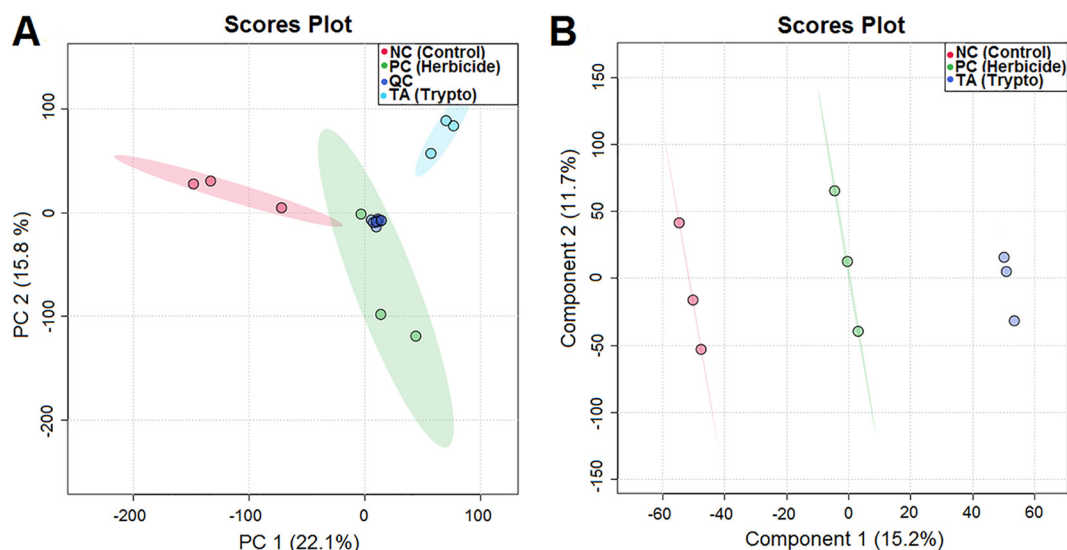 A
Scores Plot
NC (Control)
PC (Herbicide)
QC
TA (Trypto)
PC 2 (15.8 %)
100
0
-100
-200
-200
-100
0
100
PC 1 (22.1%)
B
Scores Plot
NC (Control)
PC (Herbicide)
TA (Trypto)
Component 2 (11.7%)
150
100
50
0
-50
-100
-150
-60
-40
-20
0
20
40
60
Component 1 (15.2%)